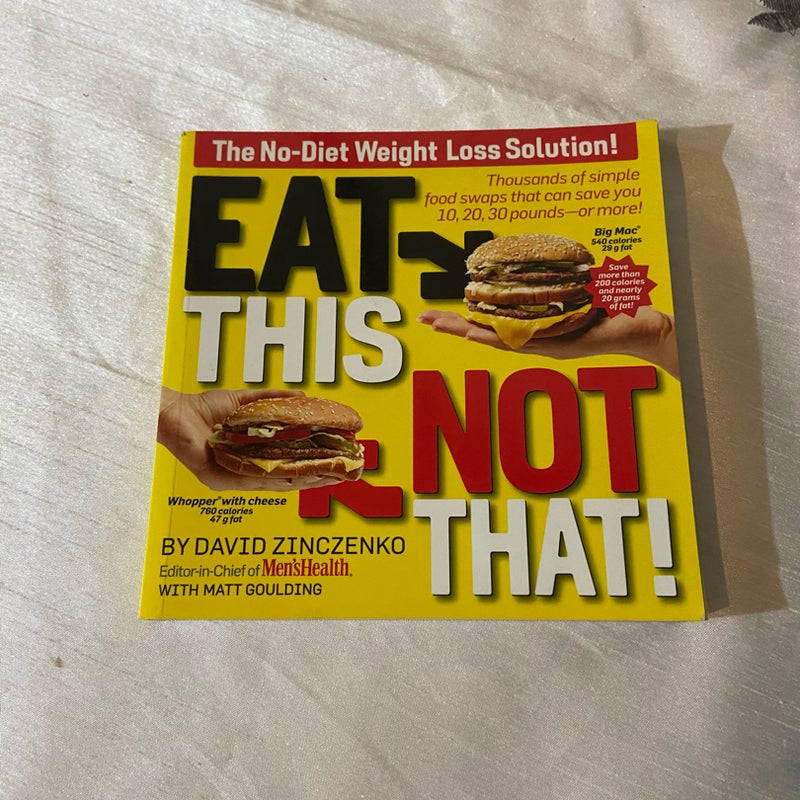 The No-Diet Weight Loss Solution!
EAT
THIS
NOT
THAT!
Thousands of simple
food swaps that can save you
10, 20, 30 pounds—or more!
Big Mac®
540 calories
29 g fat
Save
more than
200 calories
and nearly
20 grams
of fat!
Whopper® with cheese
760 calories
47 g fat
BY DAVID ZINCZENKO
Editor-in-Chief of Men'sHealth®
WITH MATT GOULDING